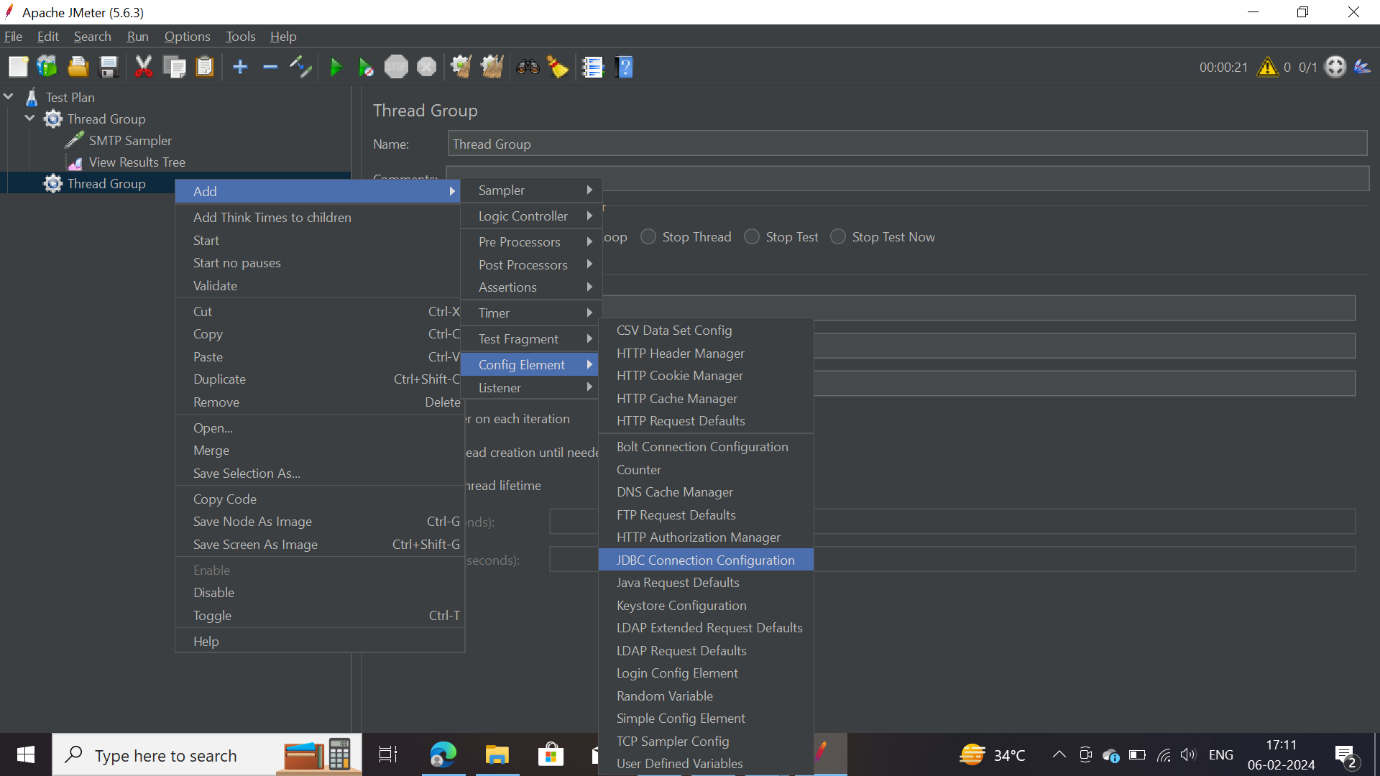 Apache JMeter (5.6.3)
File Edit Search Run Options Tools Help
00:00:21 0 0/1
Test Plan
Thread Group
SMTP Sampler
View Results Tree
Thread Group
Thread Group
Name: Thread Group
Comments:
oop Stop Thread Stop Test Stop Test Now
er on each iteration
ead creation until neede
hread lifetime
nds):
seconds):
Add
Add Think Times to children
Start
Start no pauses
Validate
Cut Ctrl-X
Copy Ctrl-C
Paste Ctrl-V
Duplicate Ctrl+Shift-C
Remove Delete
Open...
Merge
Save Selection As...
Copy Code
Save Node As Image Ctrl-G
Save Screen As Image Ctrl+Shift-G
Enable
Disable
Toggle Ctrl-T
Help
Sampler
Logic Controller
Pre Processors
Post Processors
Assertions
Timer
Test Fragment
Config Element
Listener
CSV Data Set Config
HTTP Header Manager
HTTP Cookie Manager
HTTP Cache Manager
HTTP Request Defaults
Bolt Connection Configuration
Counter
DNS Cache Manager
FTP Request Defaults
HTTP Authorization Manager
JDBC Connection Configuration
Java Request Defaults
Keystore Configuration
LDAP Extended Request Defaults
LDAP Request Defaults
Login Config Element
Random Variable
Simple Config Element
TCP Sampler Config
User Defined Variables
Type here to search
34°C
ENG
17:11
06-02-2024
2